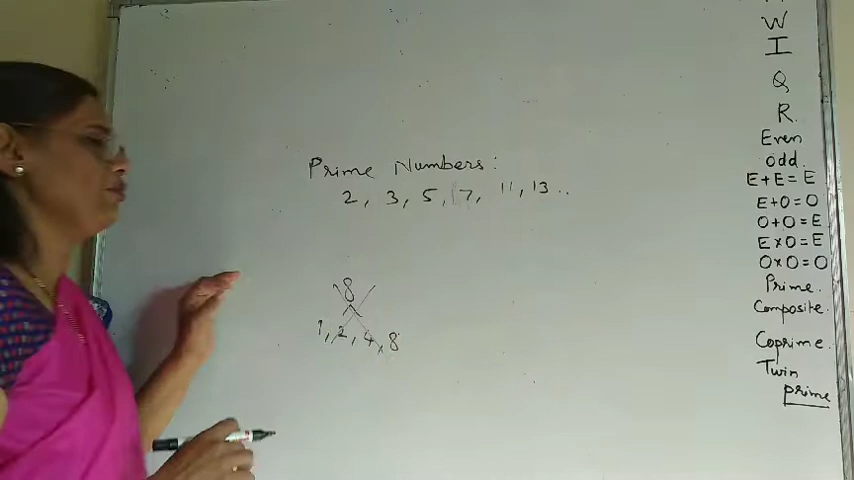 Prime Numbers:
2, 3, 5, 7, 11, 13 ..
8
1, 2, 4, 8
W
I
Q
R
Even
Odd
E+E=E
E+O=O
O+O=E
E×O=E
O×O=O
Prime
Composite
Coprime
Twin
prime